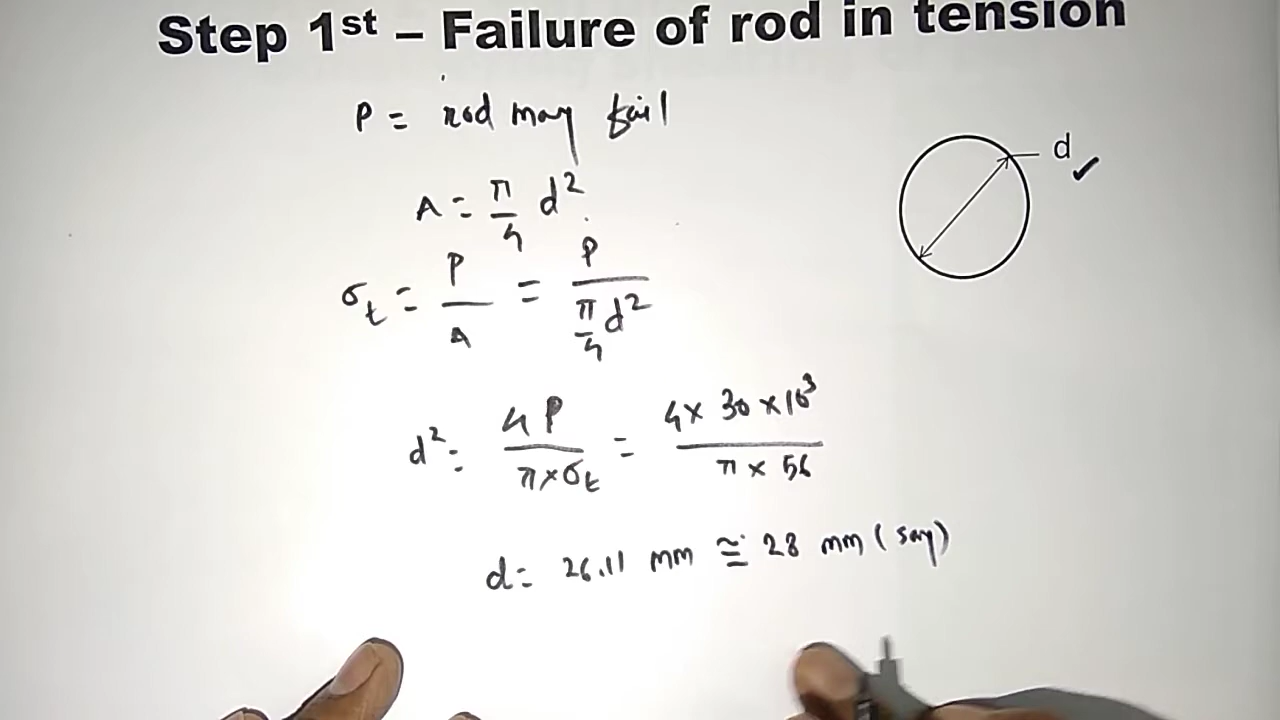 Step 1st – Failure of rod in tension
P = rod may fail
d
A = π/4 d²
σt = P/A = P/(π/4 d²)
d² = 4P/(π×σt) = 4×30×10³/(π×56)
d = 26.11 mm ≅ 28 mm (say)